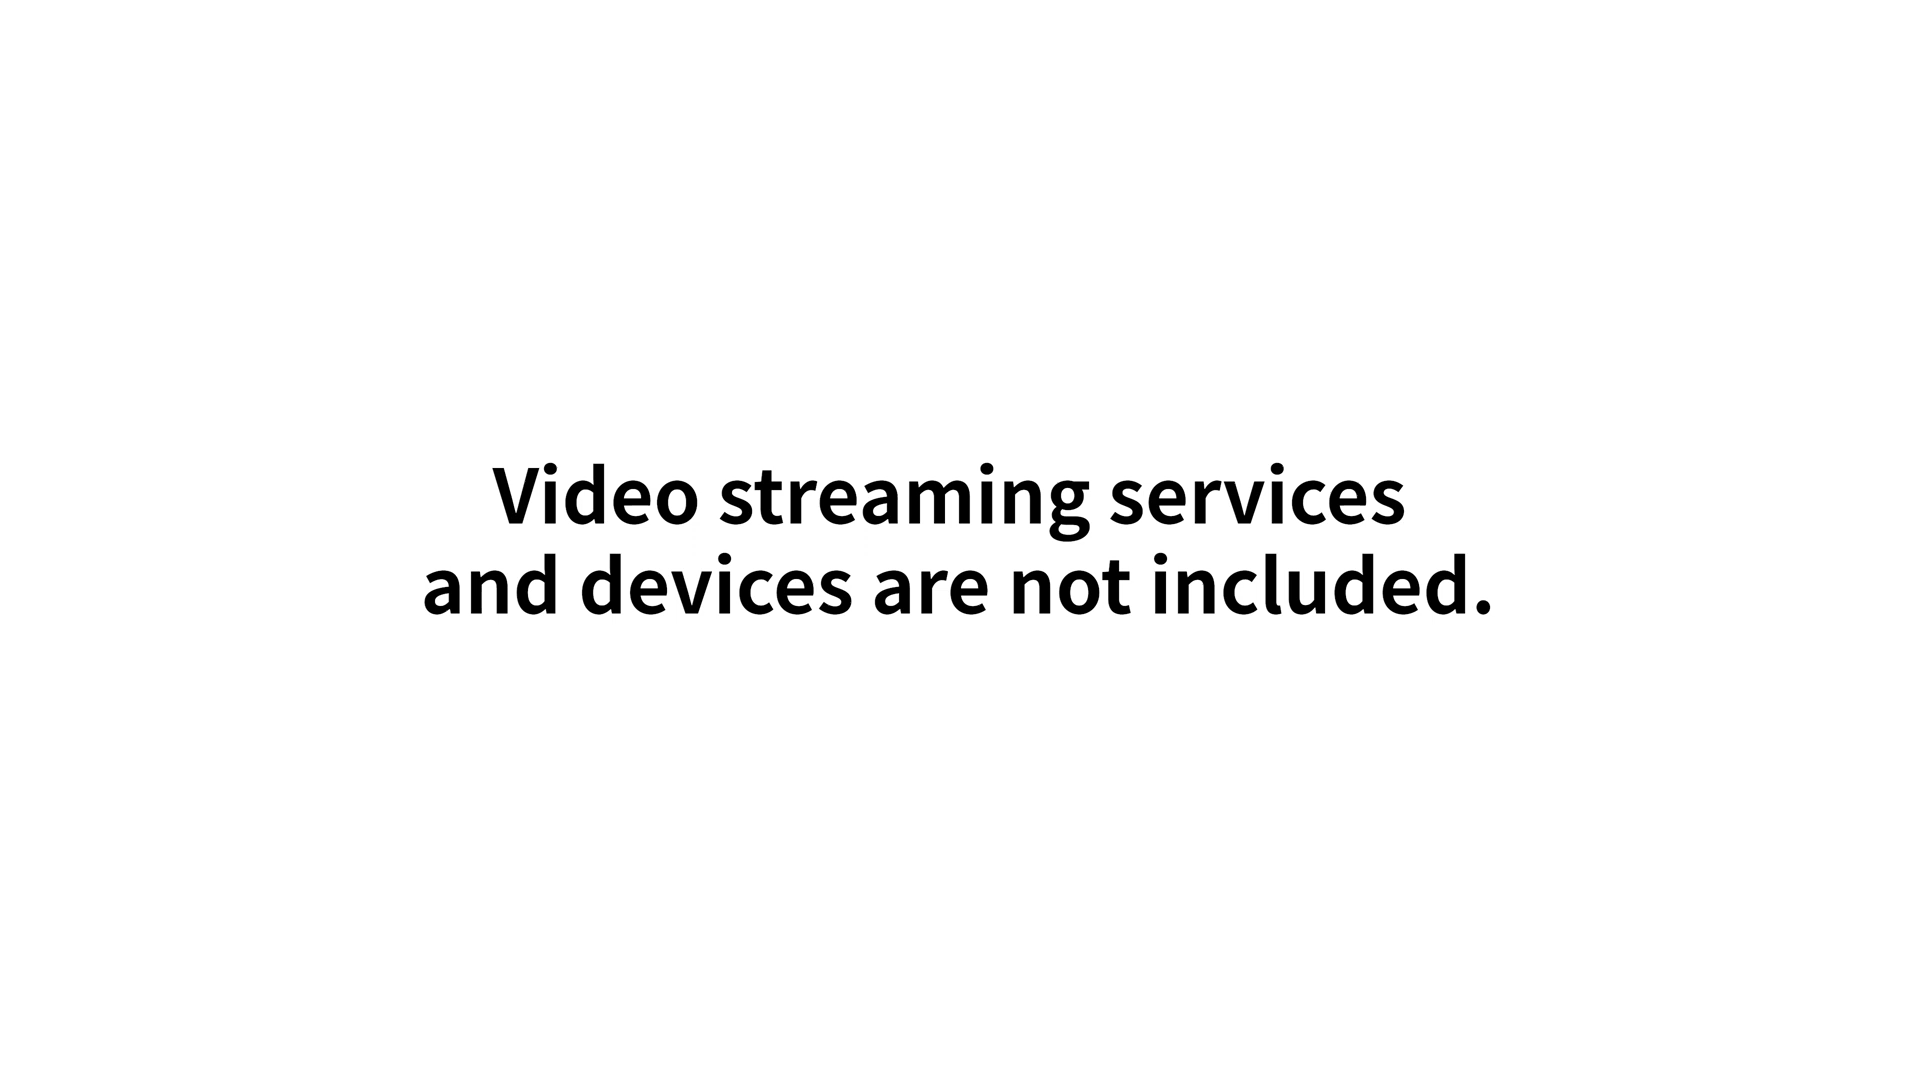 Video streaming services
and devices are not included.